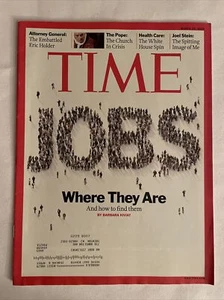 Attorney General:
The Embattled
Eric Holder
The Pope:
The Church
In Crisis
Health Care:
The White
House Spin
Joel Stein:
The Spitting
Image of Me
TIME
JOBS
Where They Are
And how to find them
BY BARBARA KIVIAT